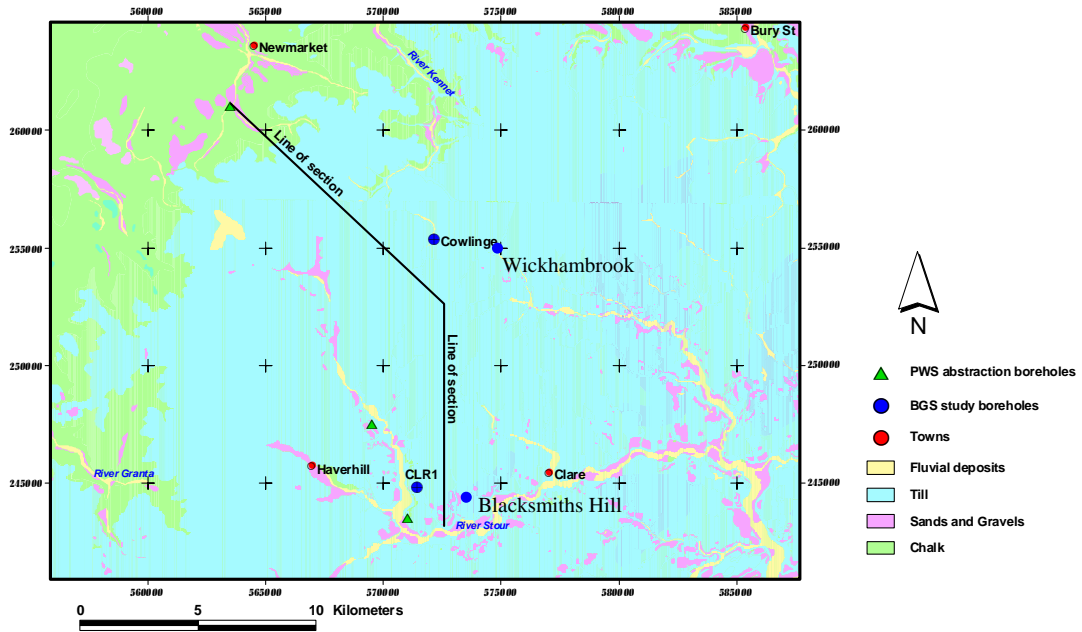 560000 565000 570000 575000 580000 585000
Bury St
Newmarket
River Kennet
260000 260000
Line of section
Cowlinge
255000 255000
Wickhambrook
N
Line of section
250000 250000
PWS abstraction boreholes
BGS study boreholes
Towns
Haverhill
CLR1
Clare
River Granta
Fluvial deposits
245000 245000
Till
Blacksmiths Hill
River Stour
Sands and Gravels
Chalk
560000 565000 570000 575000 580000 585000
0 5 10 Kilometers